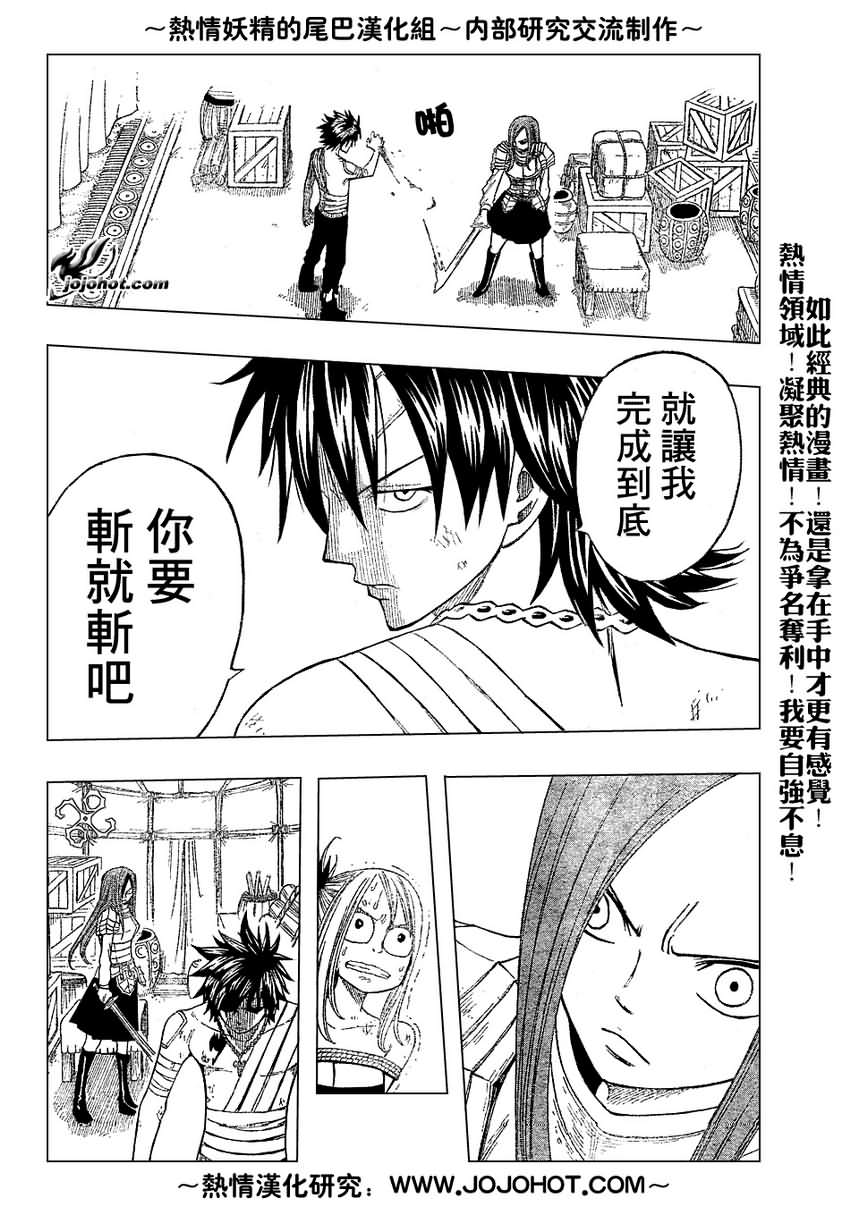 ～熱情妖精的尾巴漢化組～内部研究交流制作～
啪
jojohot.com
就讓我
完成到底
你要
斬就斬吧
如此經典的漫畫！還是拿在手中才更有感覺！
熱情領域！凝聚熱情！不為爭名奪利！我要自強不息！
～熱情漢化研究：WWW.JOJOHOT.COM～